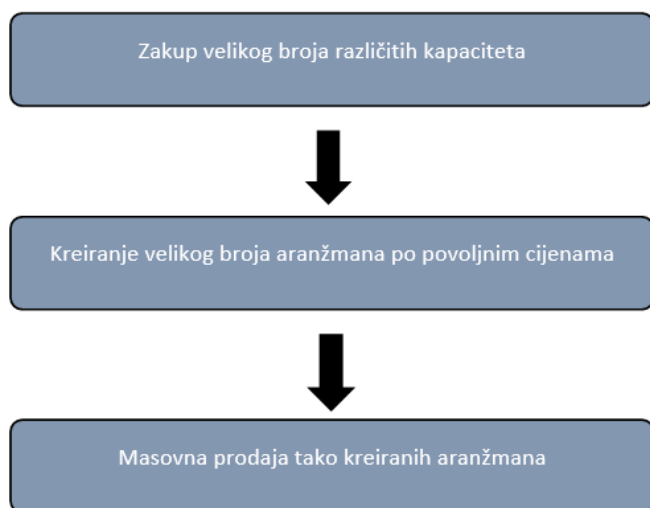 Zakup velikog broja različitih kapaciteta
Kreiranje velikog broja aranžmana po povoljnim cijenama
Masovna prodaja tako kreiranih aranžmana